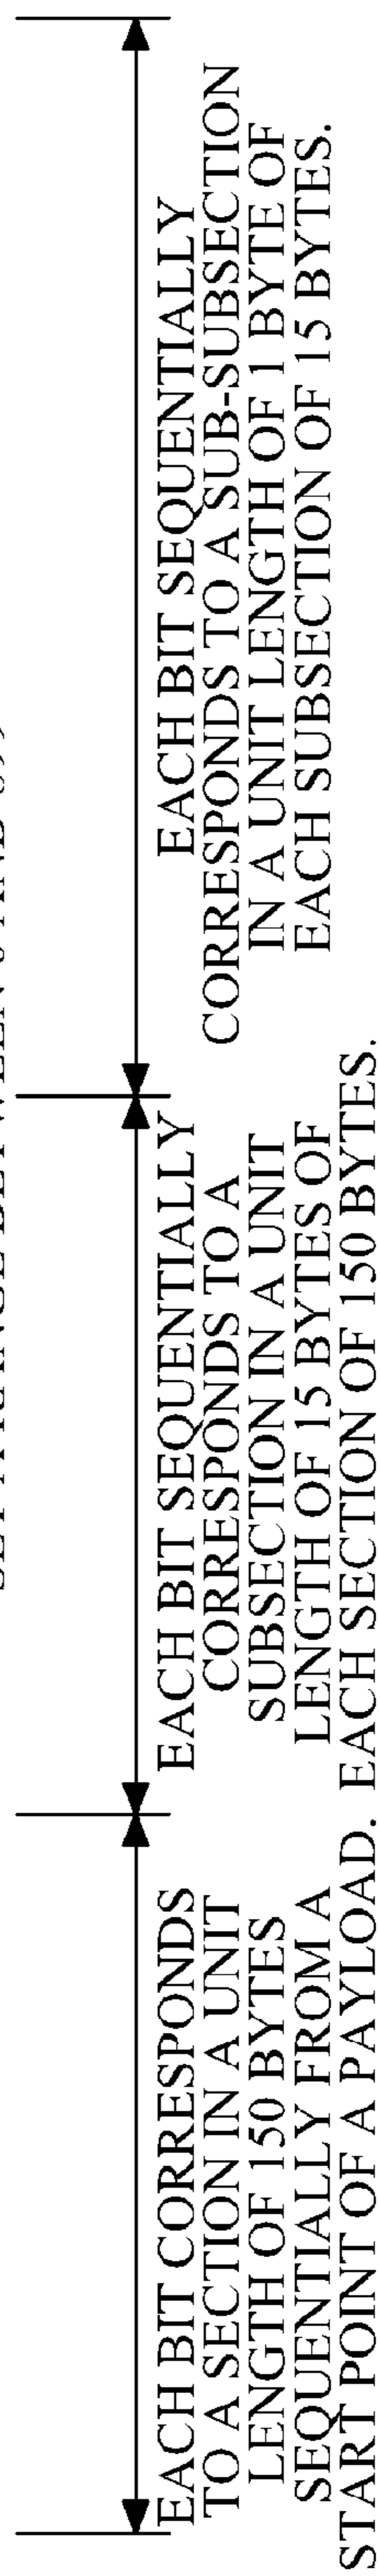 EACH BIT CORRESPONDS
TO A SECTION IN A UNIT
LENGTH OF 150 BYTES
SEQUENTIALLY FROM A
START POINT OF A PAYLOAD.
EACH BIT SEQUENTIALLY
CORRESPONDS TO A
SUBSECTION IN A UNIT
LENGTH OF 15 BYTES OF
EACH SECTION OF 150 BYTES.
EACH BIT SEQUENTIALLY
CORRESPONDS TO A SUB-SUBSECTION
IN A UNIT LENGTH OF 1 BYTE OF
EACH SUBSECTION OF 15 BYTES.